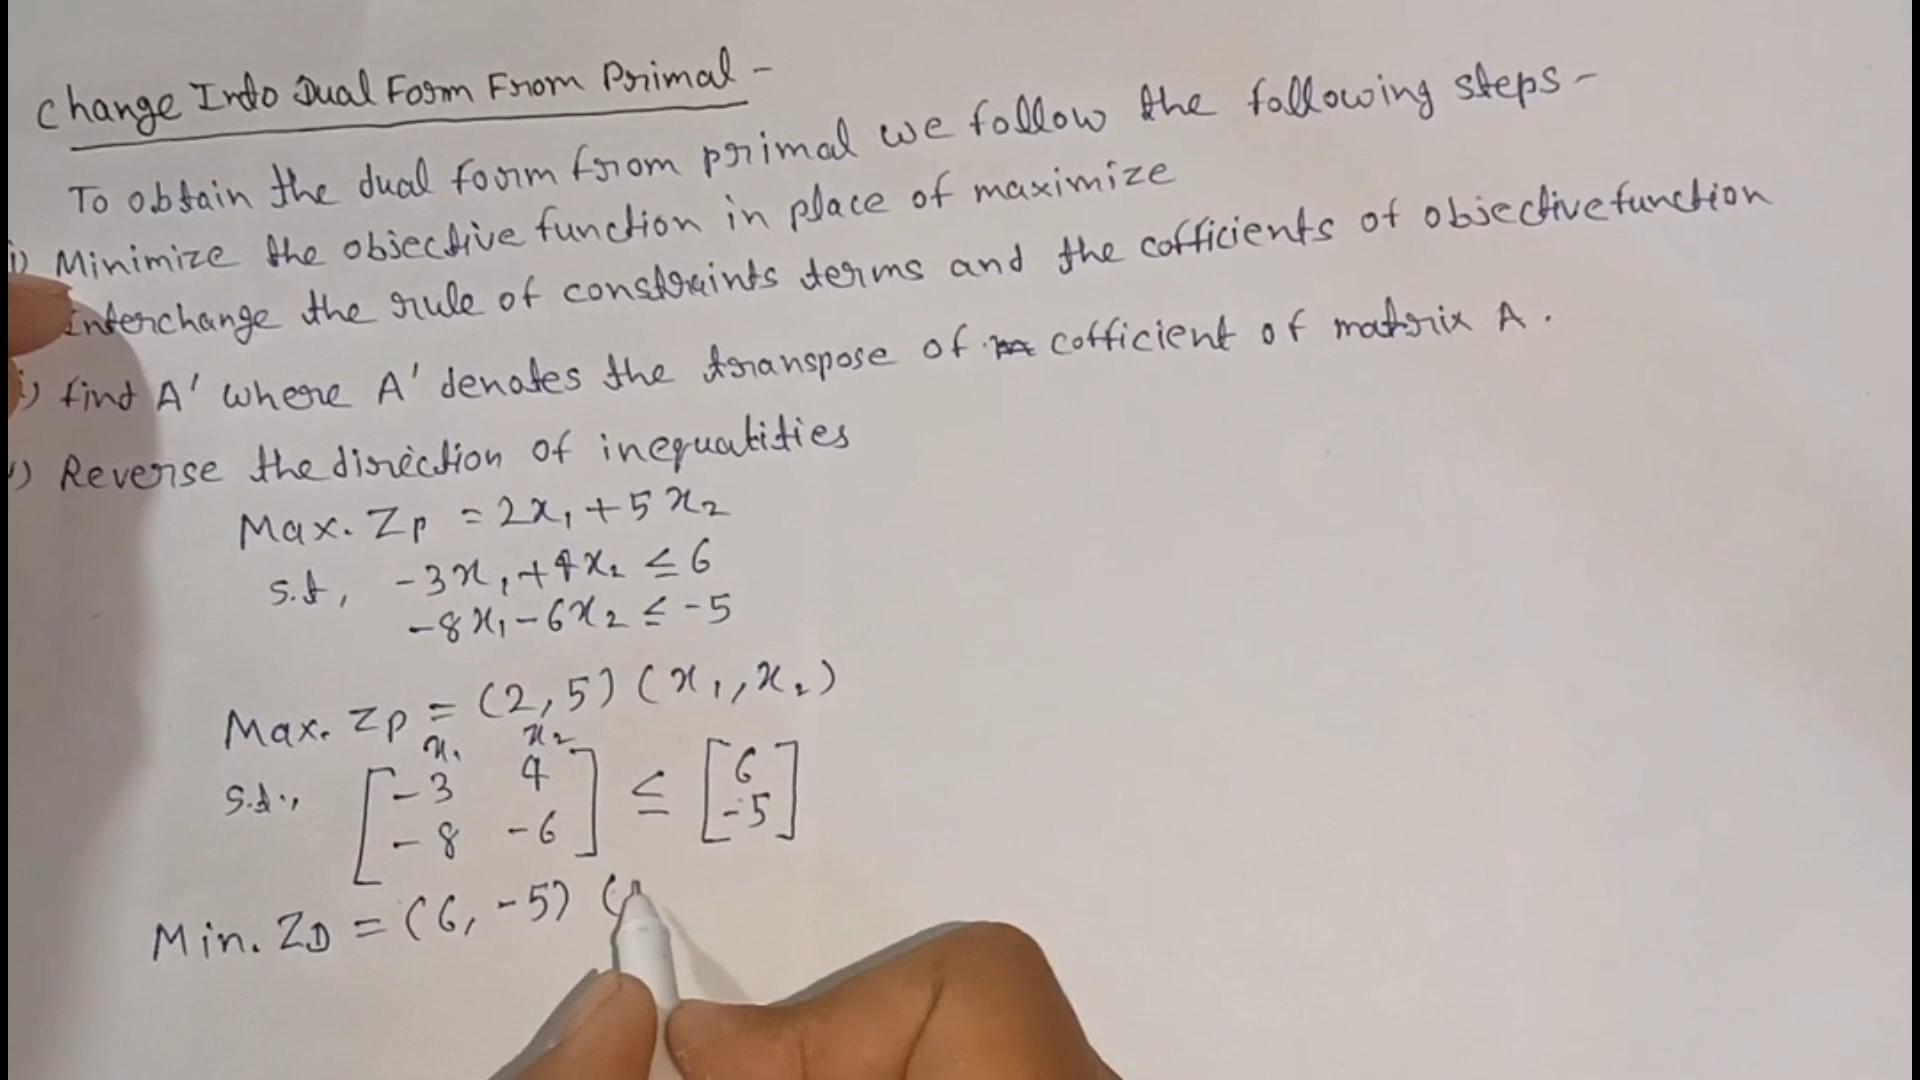 Change Into Dual Form From Primal -
To obtain the dual form from primal we follow the following steps -
i) Minimize the objective function in place of maximize
Interchange the rule of constraints terms and the cofficients of objective function
i) find A' where A' denotes the transpose of cofficient of matrix A.
) Reverse the direction of inequalities
Max. Zp = 2x₁ + 5x₂
s.t, -3x₁ + 4x₂ ≤ 6
-8x₁ - 6x₂ ≤ -5
Max. Zp = (2, 5) (x₁, x₂)
x₁ x₂
s.t., [-3 4] ≤ [6]
[-8 -6] [-5]
Min. ZD = (6, -5) (